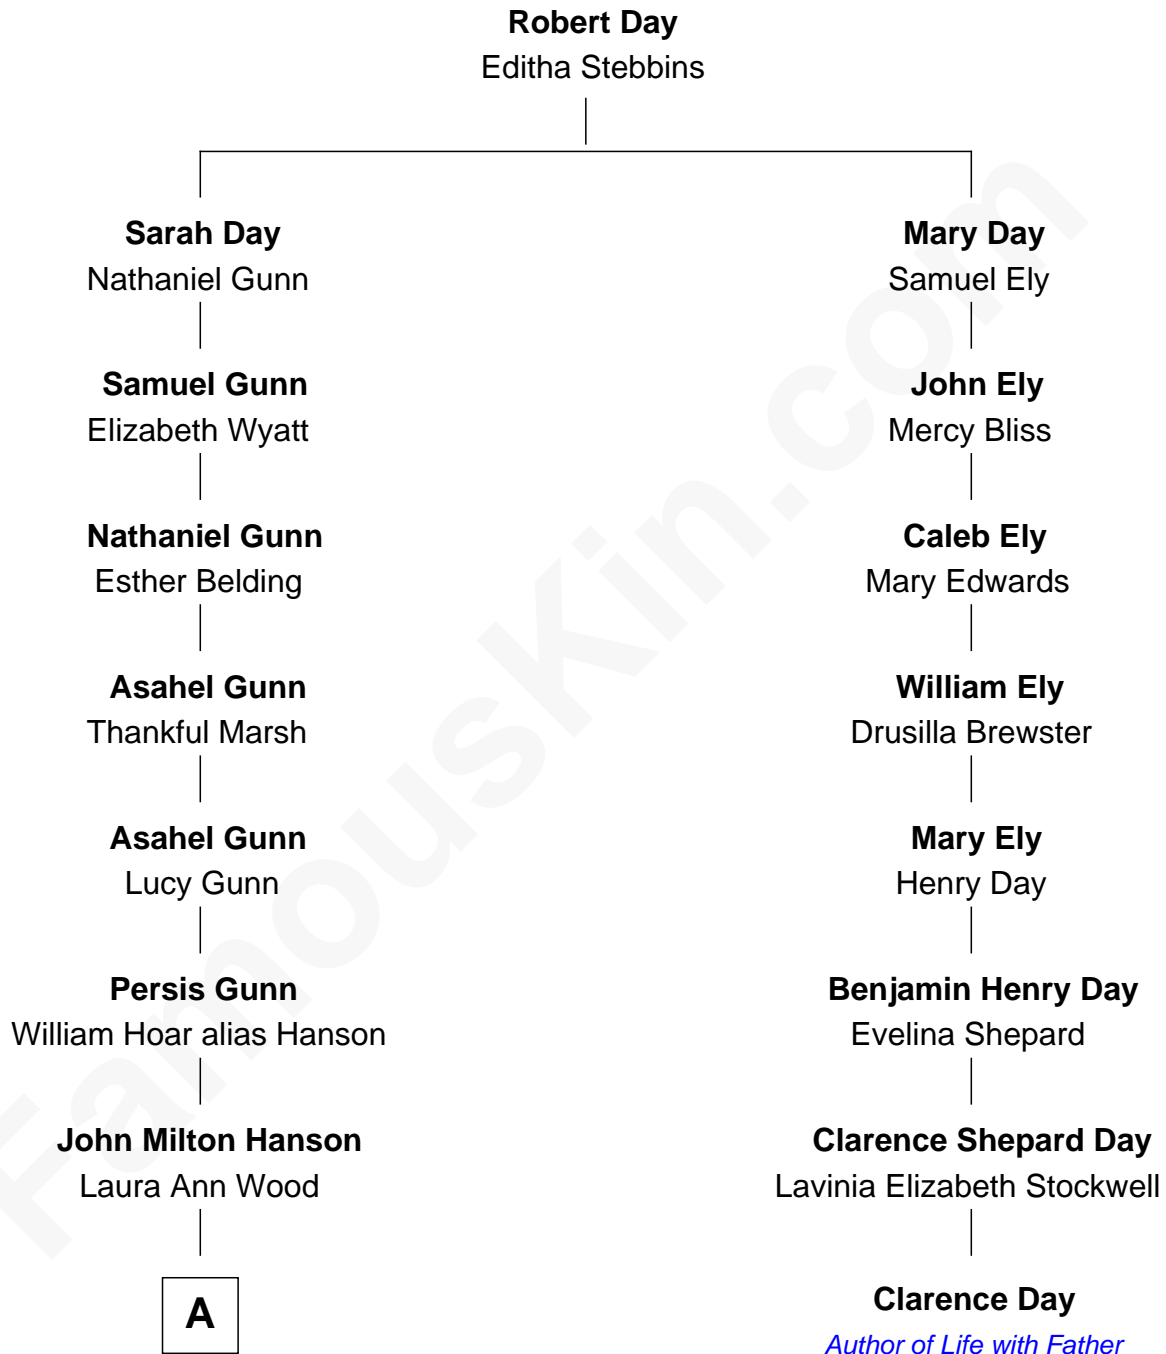 Robert Day
Editha Stebbins
Sarah Day
Nathaniel Gunn
Mary Day
Samuel Ely
Samuel Gunn
Elizabeth Wyatt
John Ely
Mercy Bliss
Nathaniel Gunn
Esther Belding
Caleb Ely
Mary Edwards
Asahel Gunn
Thankful Marsh
William Ely
Drusilla Brewster
Asahel Gunn
Lucy Gunn
Mary Ely
Henry Day
Persis Gunn
William Hoar alias Hanson
Benjamin Henry Day
Evelina Shepard
John Milton Hanson
Laura Ann Wood
Clarence Shepard Day
Lavinia Elizabeth Stockwell
A
Clarence Day
Author of Life with Father
FamousKin.com